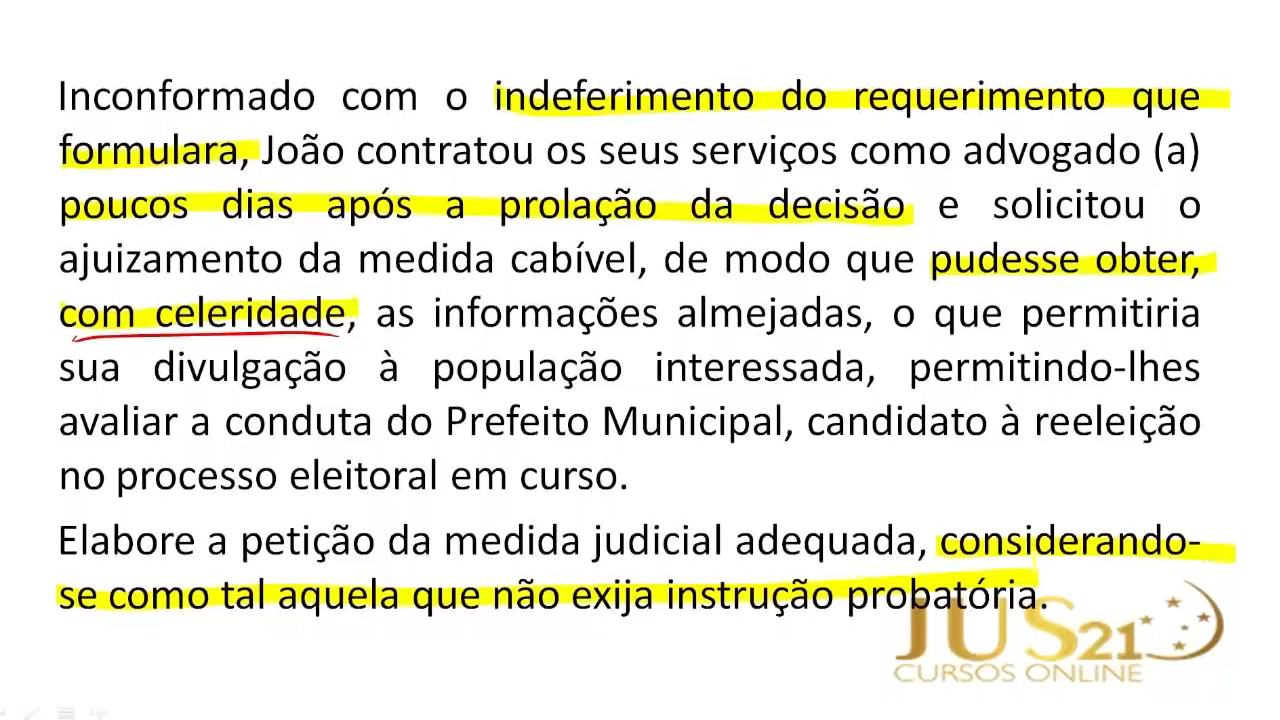 Inconformado com o indeferimento do requerimento que
formulara, João contratou os seus serviços como advogado (a)
poucos dias após a prolação da decisão e solicitou o
ajuizamento da medida cabível, de modo que pudesse obter,
com celeridade, as informações almejadas, o que permitiria
sua divulgação à população interessada, permitindo-lhes
avaliar a conduta do Prefeito Municipal, candidato à reeleição
no processo eleitoral em curso.
Elabore a petição da medida judicial adequada, considerando-
se como tal aquela que não exija instrução probatória.
JUS21
CURSOS ONLINE